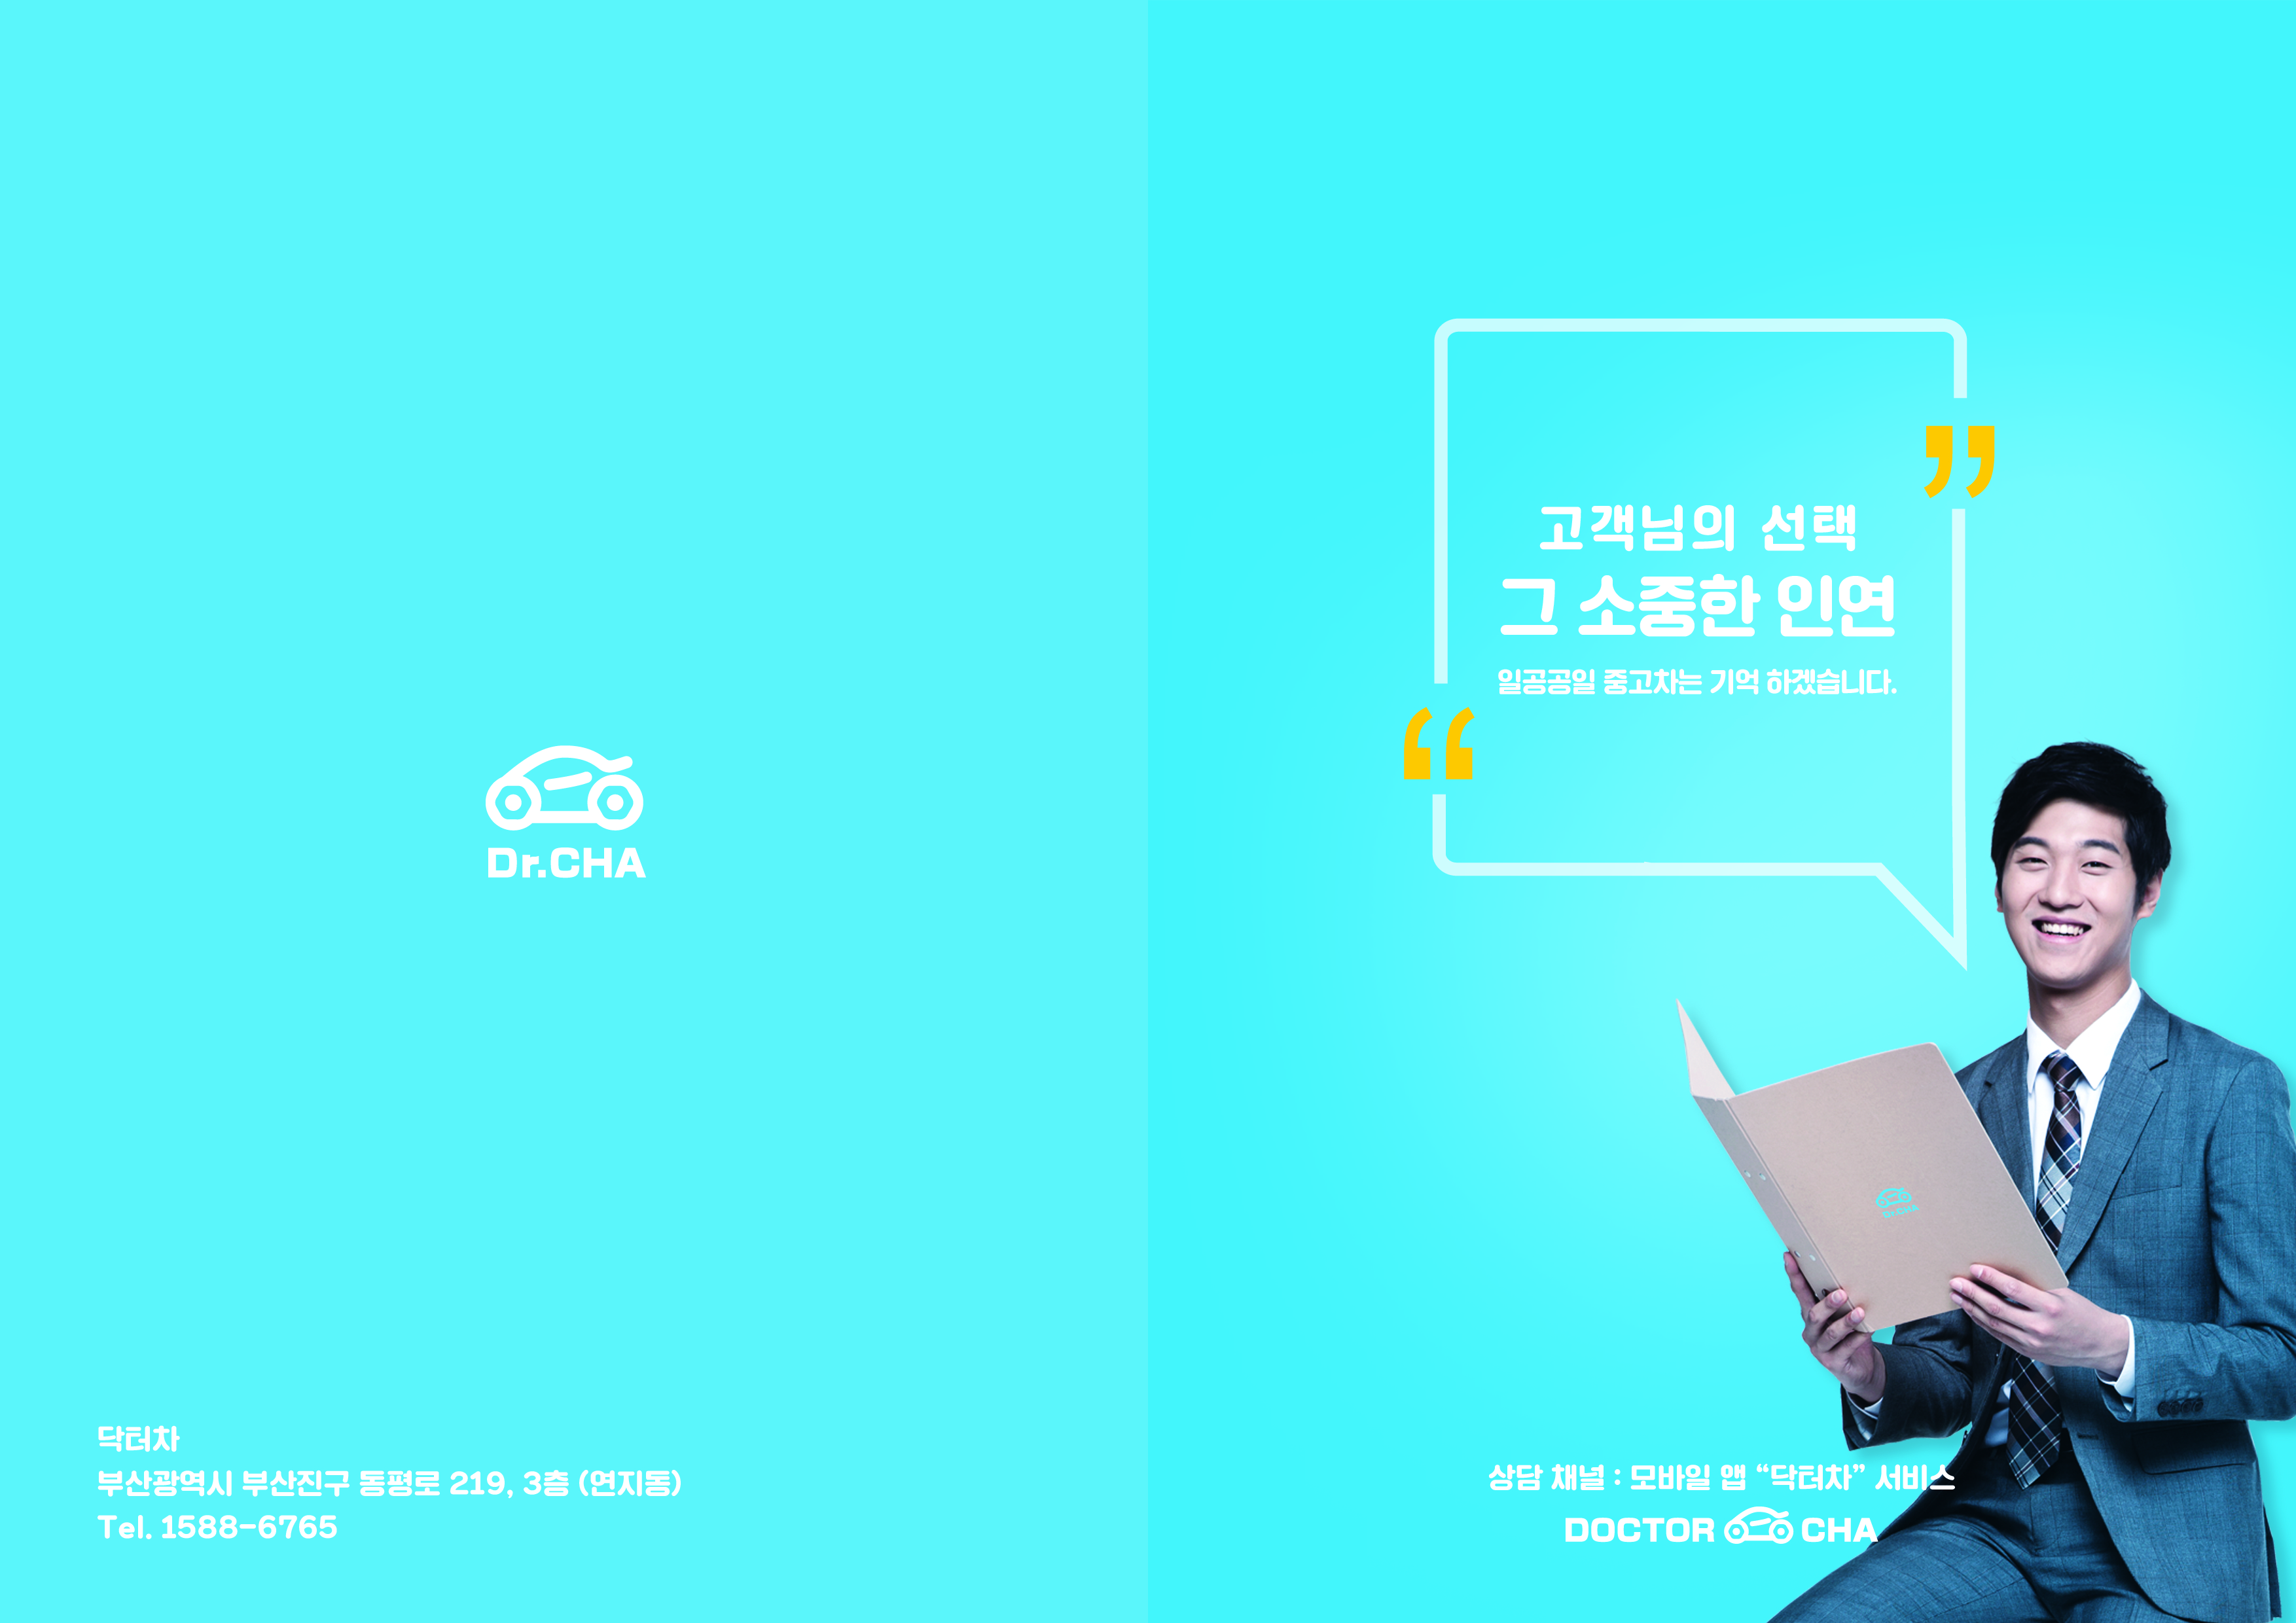 Dr.CHA
닥터차
부산광역시 부산진구 동평로 219, 3층 (연지동)
Tel. 1588-6765
고객님의 선택
그 소중한 인연
일공공일 중고차는 기억 하겠습니다.
Dr.CHA
상담 채널 : 모바일 앱 “닥터차” 서비스
DOCTOR CHA